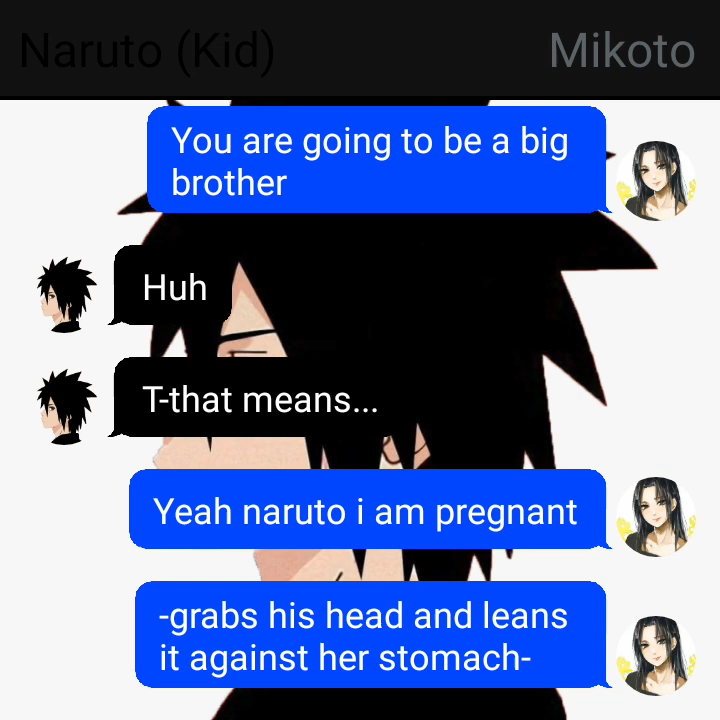 Naruto (Kid)
Mikoto
You are going to be a big
brother
Huh
T-that means...
Yeah naruto i am pregnant
-grabs his head and leans
it against her stomach-